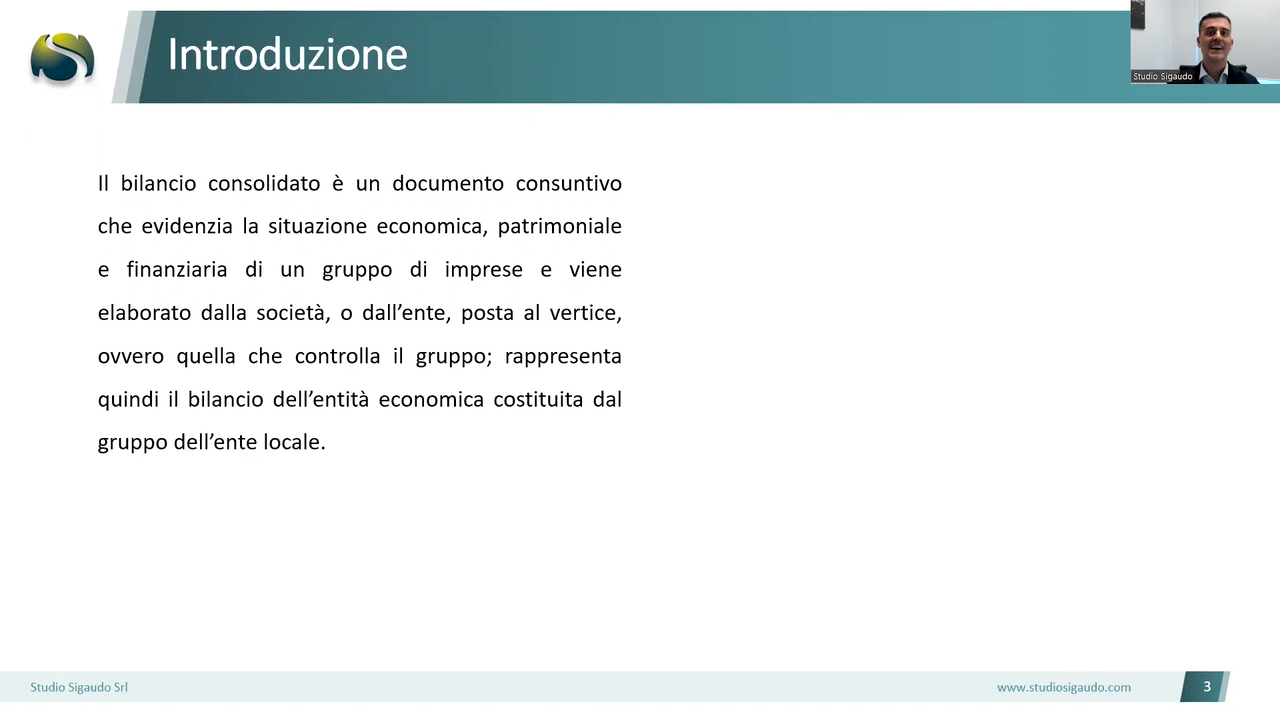 Introduzione
Studio Sigaudo
Il bilancio consolidato è un documento consuntivo
che evidenzia la situazione economica, patrimoniale
e finanziaria di un gruppo di imprese e viene
elaborato dalla società, o dall’ente, posta al vertice,
ovvero quella che controlla il gruppo; rappresenta
quindi il bilancio dell’entità economica costituita dal
gruppo dell’ente locale.
Studio Sigaudo Srl
www.studiosigaudo.com
3